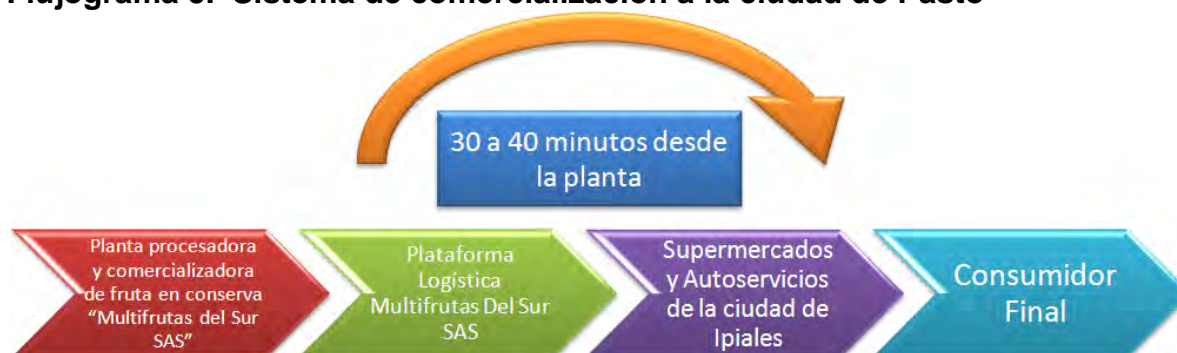 Flujograma 3. Sistema de comercialización a la ciudad de Pasto
30 a 40 minutos desde
la planta
Planta procesadora
y comercializadora
de fruta en conserva
“Multifrutas del Sur
SAS”
Plataforma
Logística
Multifrutas Del Sur
SAS
Supermercados
y Autoservicios
de la ciudad de
Ipiales
Consumidor
Final